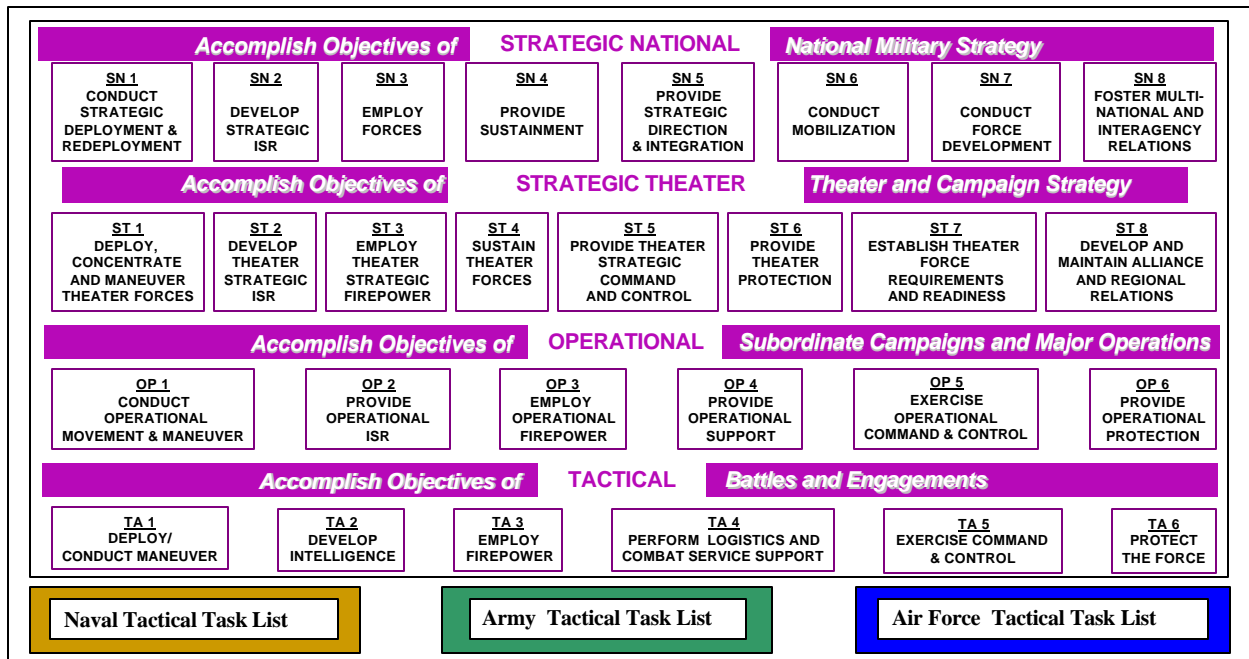 Accomplish Objectives of STRATEGIC NATIONAL National Military Strategy
SN 1
CONDUCT
STRATEGIC
DEPLOYMENT &
REDEPLOYMENT
SN 2
DEVELOP
STRATEGIC
ISR
SN 3
EMPLOY
FORCES
SN 4
PROVIDE
SUSTAINMENT
SN 5
PROVIDE
STRATEGIC
DIRECTION
& INTEGRATION
SN 6
CONDUCT
MOBILIZATION
SN 7
CONDUCT
FORCE
DEVELOPMENT
SN 8
FOSTER MULTI-
NATIONAL AND
INTERAGENCY
RELATIONS
Accomplish Objectives of STRATEGIC THEATER Theater and Campaign Strategy
ST 1
DEPLOY,
CONCENTRATE
AND MANEUVER
THEATER FORCES
ST 2
DEVELOP
THEATER
STRATEGIC
ISR
ST 3
EMPLOY
THEATER
STRATEGIC
FIREPOWER
ST 4
SUSTAIN
THEATER
FORCES
ST 5
PROVIDE THEATER
STRATEGIC
COMMAND
AND CONTROL
ST 6
PROVIDE
THEATER
PROTECTION
ST 7
ESTABLISH THEATER
FORCE
REQUIREMENTS
AND READINESS
ST 8
DEVELOP AND
MAINTAIN ALLIANCE
AND REGIONAL
RELATIONS
Accomplish Objectives of OPERATIONAL Subordinate Campaigns and Major Operations
OP 1
CONDUCT
OPERATIONAL
MOVEMENT & MANEUVER
OP 2
PROVIDE
OPERATIONAL
ISR
OP 3
EMPLOY
OPERATIONAL
FIREPOWER
OP 4
PROVIDE
OPERATIONAL
SUPPORT
OP 5
EXERCISE
OPERATIONAL
COMMAND & CONTROL
OP 6
PROVIDE
OPERATIONAL
PROTECTION
Accomplish Objectives of TACTICAL Battles and Engagements
TA 1
DEPLOY/
CONDUCT MANEUVER
TA 2
DEVELOP
INTELLIGENCE
TA 3
EMPLOY
FIREPOWER
TA 4
PERFORM LOGISTICS AND
COMBAT SERVICE SUPPORT
TA 5
EXERCISE COMMAND
& CONTROL
TA 6
PROTECT
THE FORCE
Naval Tactical Task List
Army Tactical Task List
Air Force Tactical Task List